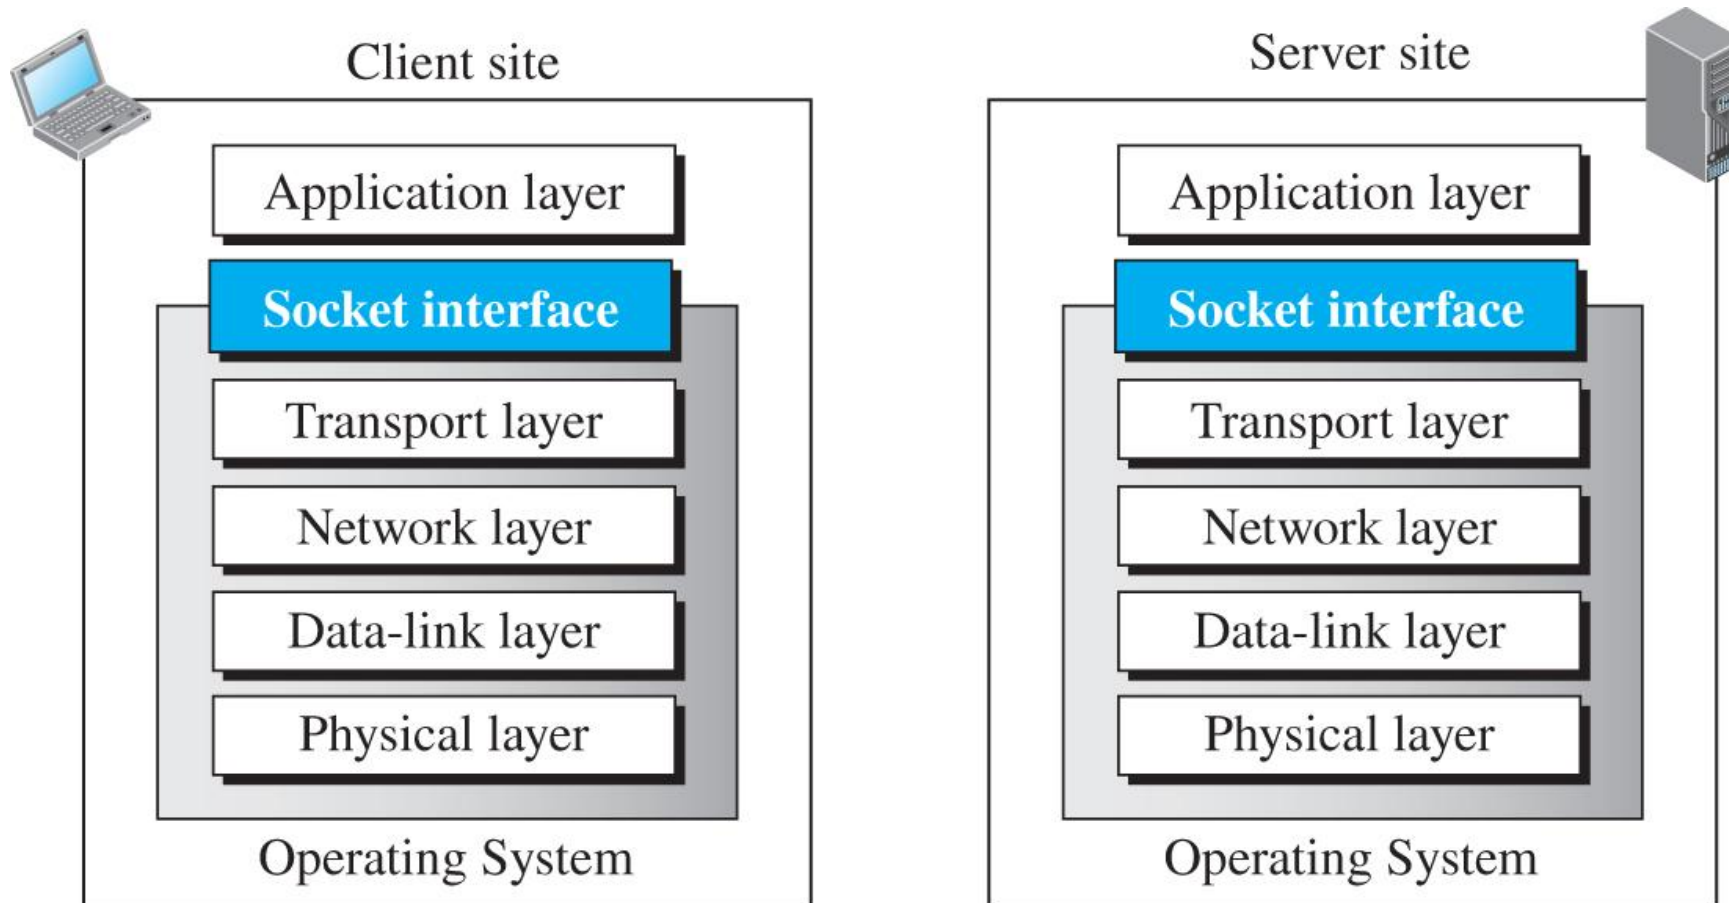 Client site
Application layer
Socket interface
Transport layer
Network layer
Data-link layer
Physical layer
Operating System
Server site
Application layer
Socket interface
Transport layer
Network layer
Data-link layer
Physical layer
Operating System